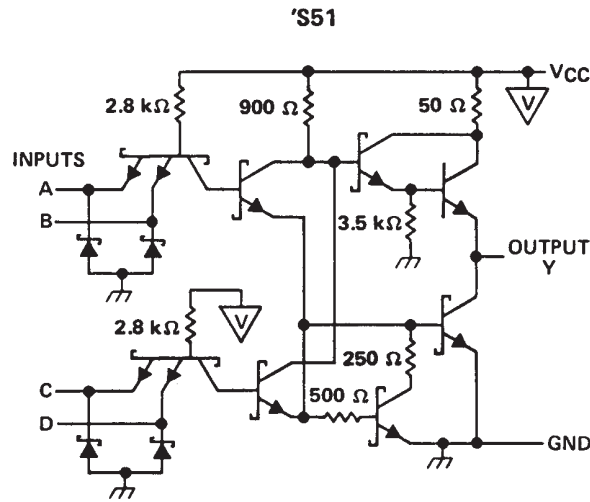 'S51
VCC
2.8 kΩ
900 Ω
50 Ω
V
INPUTS
A
B
3.5 kΩ
OUTPUT
Y
2.8 kΩ
V
250 Ω
C
500 Ω
D
GND